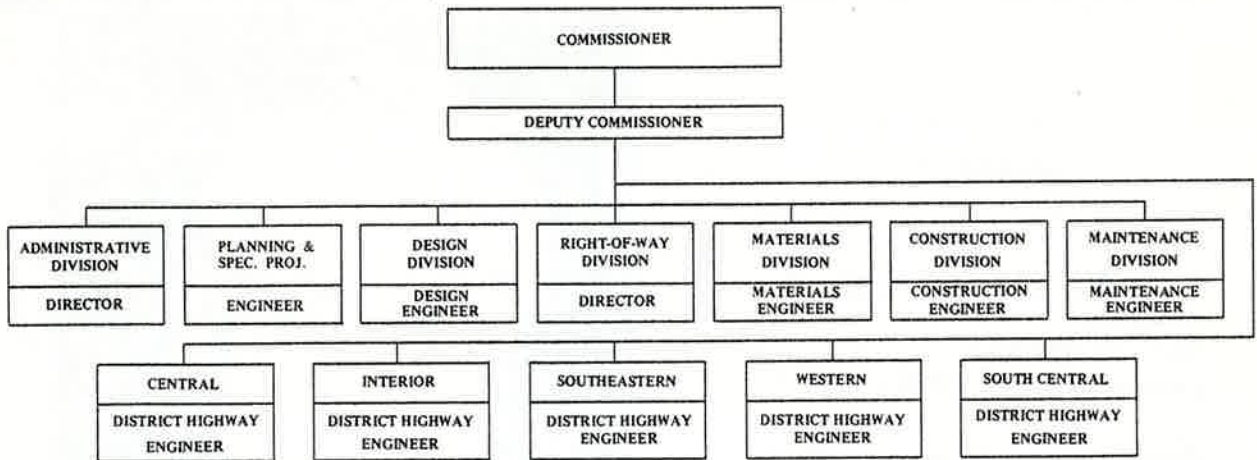 COMMISSIONER
DEPUTY COMMISSIONER
ADMINISTRATIVE
DIVISION
DIRECTOR
PLANNING &
SPEC. PROJ.
ENGINEER
DESIGN
DIVISION
DESIGN
ENGINEER
RIGHT-OF-WAY
DIVISION
DIRECTOR
MATERIALS
DIVISION
MATERIALS
ENGINEER
CONSTRUCTION
DIVISION
CONSTRUCTION
ENGINEER
MAINTENANCE
DIVISION
MAINTENANCE
ENGINEER
CENTRAL
DISTRICT HIGHWAY
ENGINEER
INTERIOR
DISTRICT HIGHWAY
ENGINEER
SOUTHEASTERN
DISTRICT HIGHWAY
ENGINEER
WESTERN
DISTRICT HIGHWAY
ENGINEER
SOUTH CENTRAL
DISTRICT HIGHWAY
ENGINEER